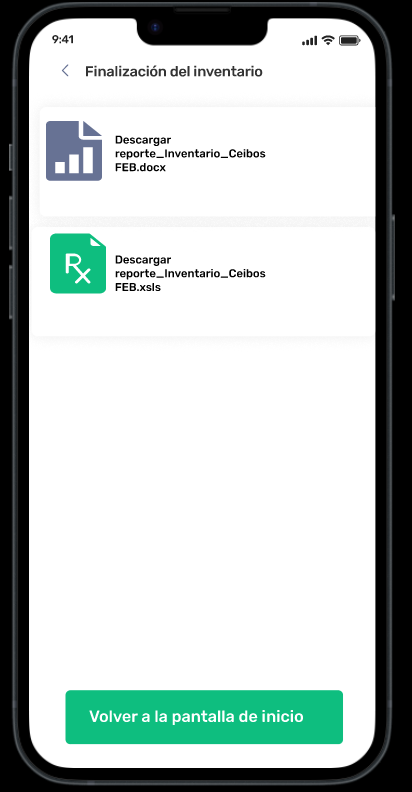 9:41
Finalización del inventario
Descargar
reporte_Inventario_Ceibos
FEB.docx
Rx
Descargar
reporte_Inventario_Ceibos
FEB.xsls
Volver a la pantalla de inicio